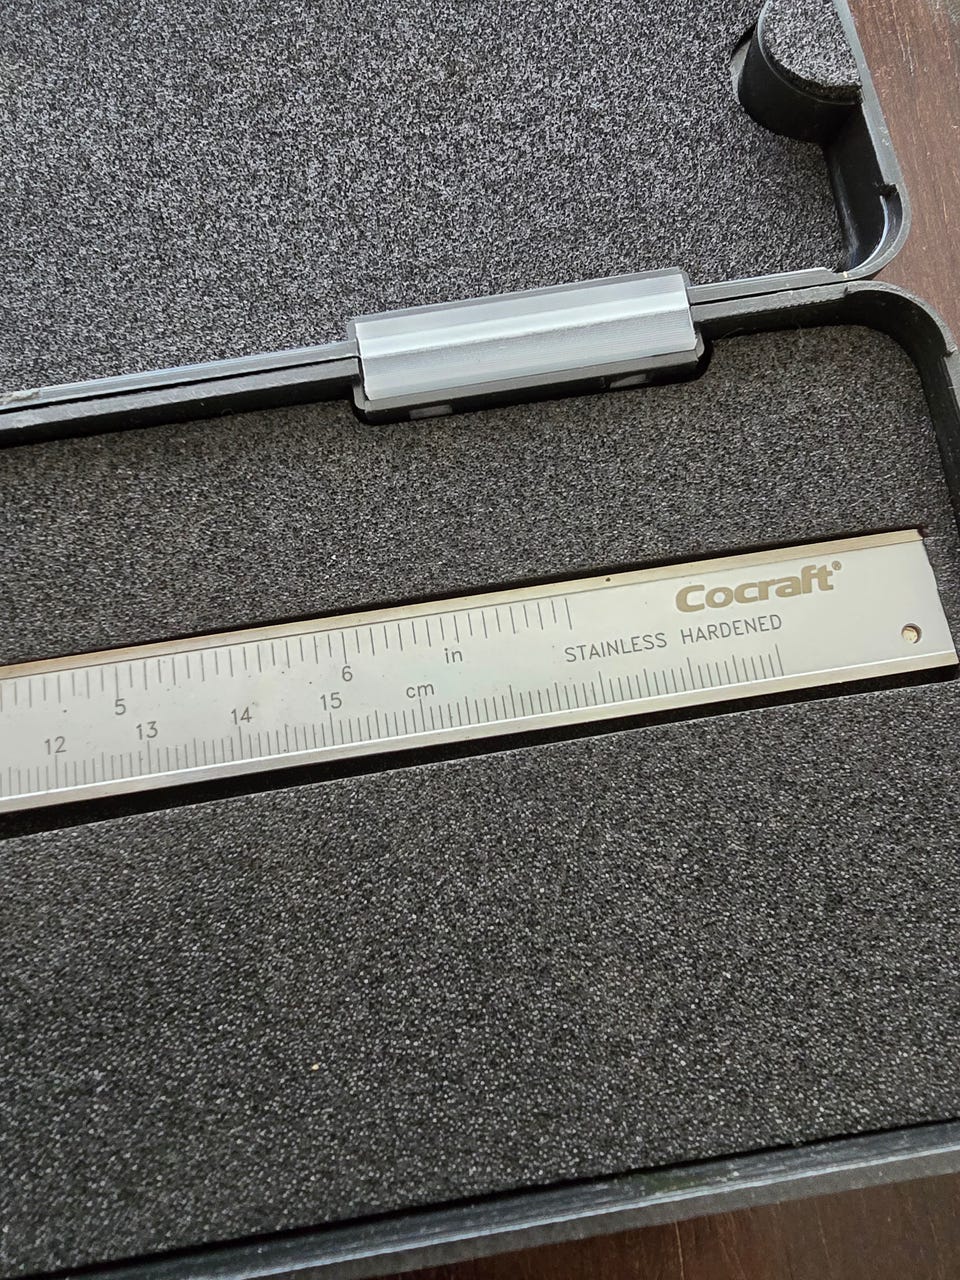 Cocraft®
STAINLESS HARDENED
5 6 in
12 13 14 15 cm